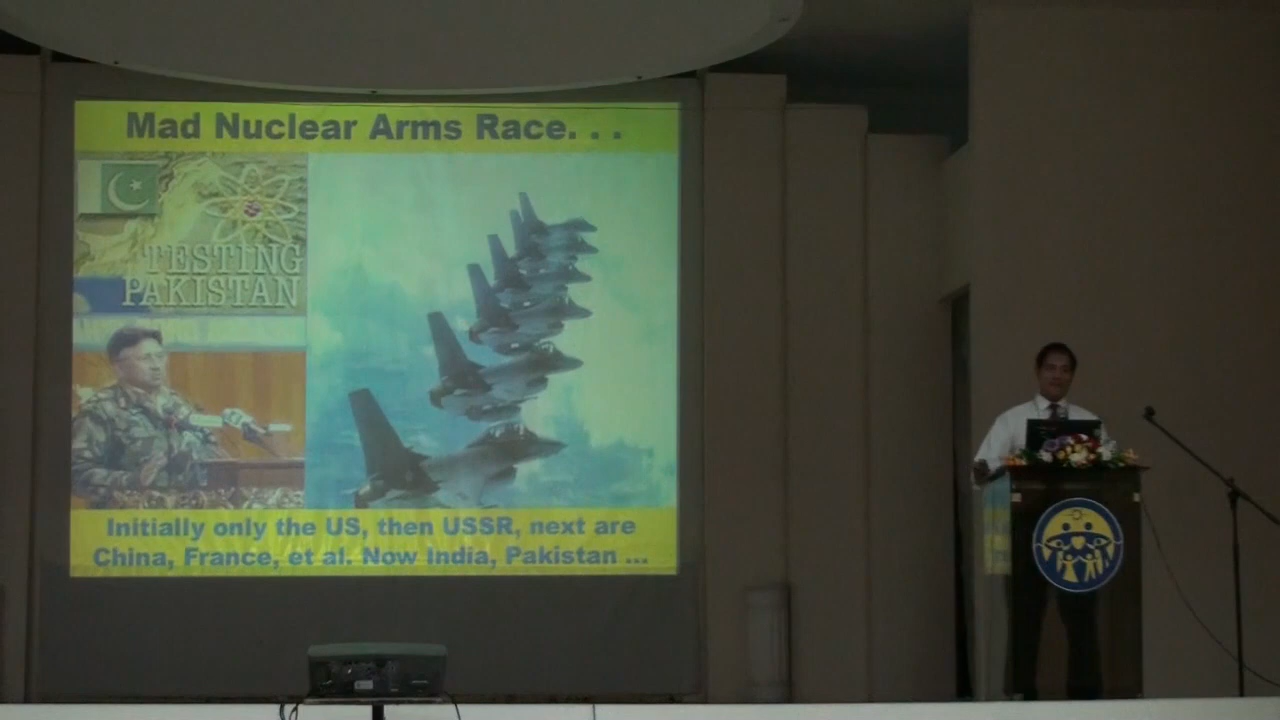 Mad Nuclear Arms Race. . .
TESTING
PAKISTAN
Initially only the US, then USSR, next are
China, France, et al. Now India, Pakistan ...